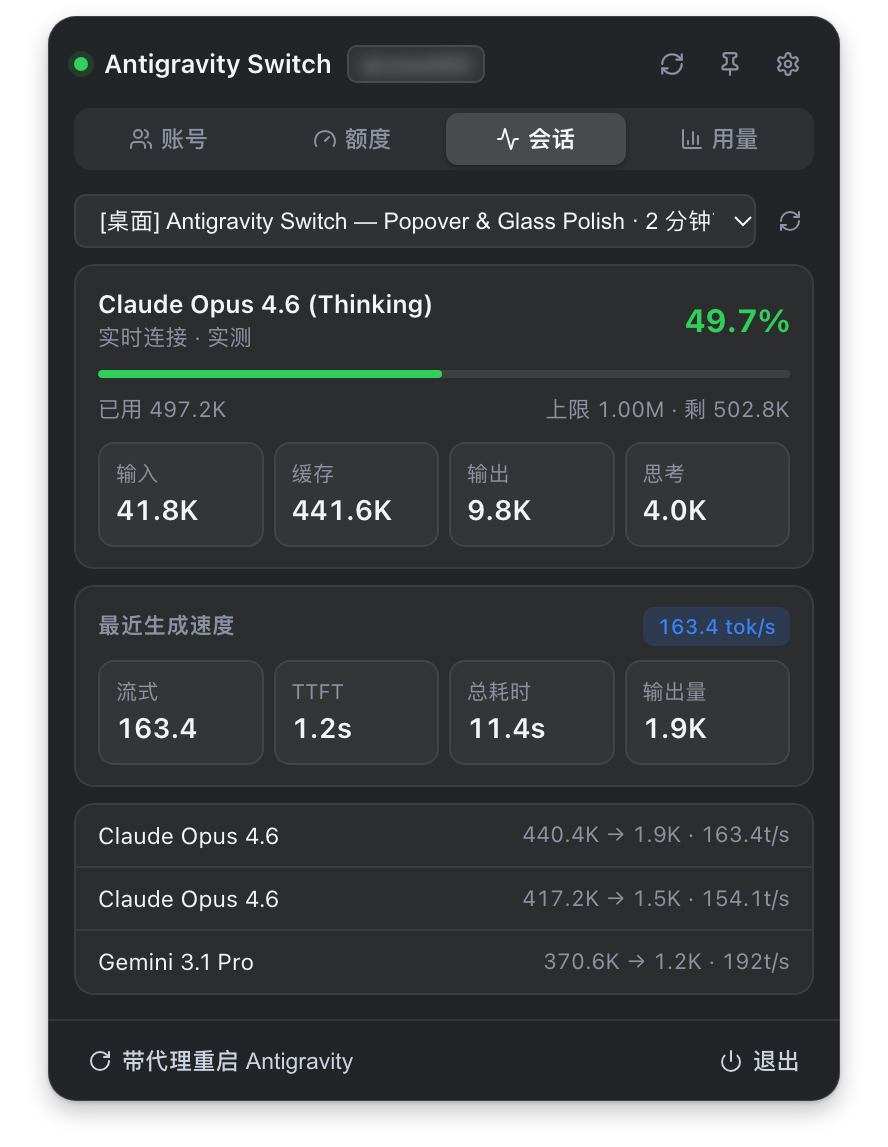 Antigravity Switch
账号 额度 会话 用量
[桌面] Antigravity Switch — Popover & Glass Polish · 2 分钟
Claude Opus 4.6 (Thinking)
49.7%
实时连接 · 实测
已用 497.2K
上限 1.00M · 剩 502.8K
输入 缓存 输出 思考
41.8K 441.6K 9.8K 4.0K
最近生成速度
163.4 tok/s
流式 TTFT 总耗时 输出量
163.4 1.2s 11.4s 1.9K
Claude Opus 4.6 440.4K → 1.9K · 163.4t/s
Claude Opus 4.6 417.2K → 1.5K · 154.1t/s
Gemini 3.1 Pro 370.6K → 1.2K · 192t/s
带代理重启 Antigravity 退出